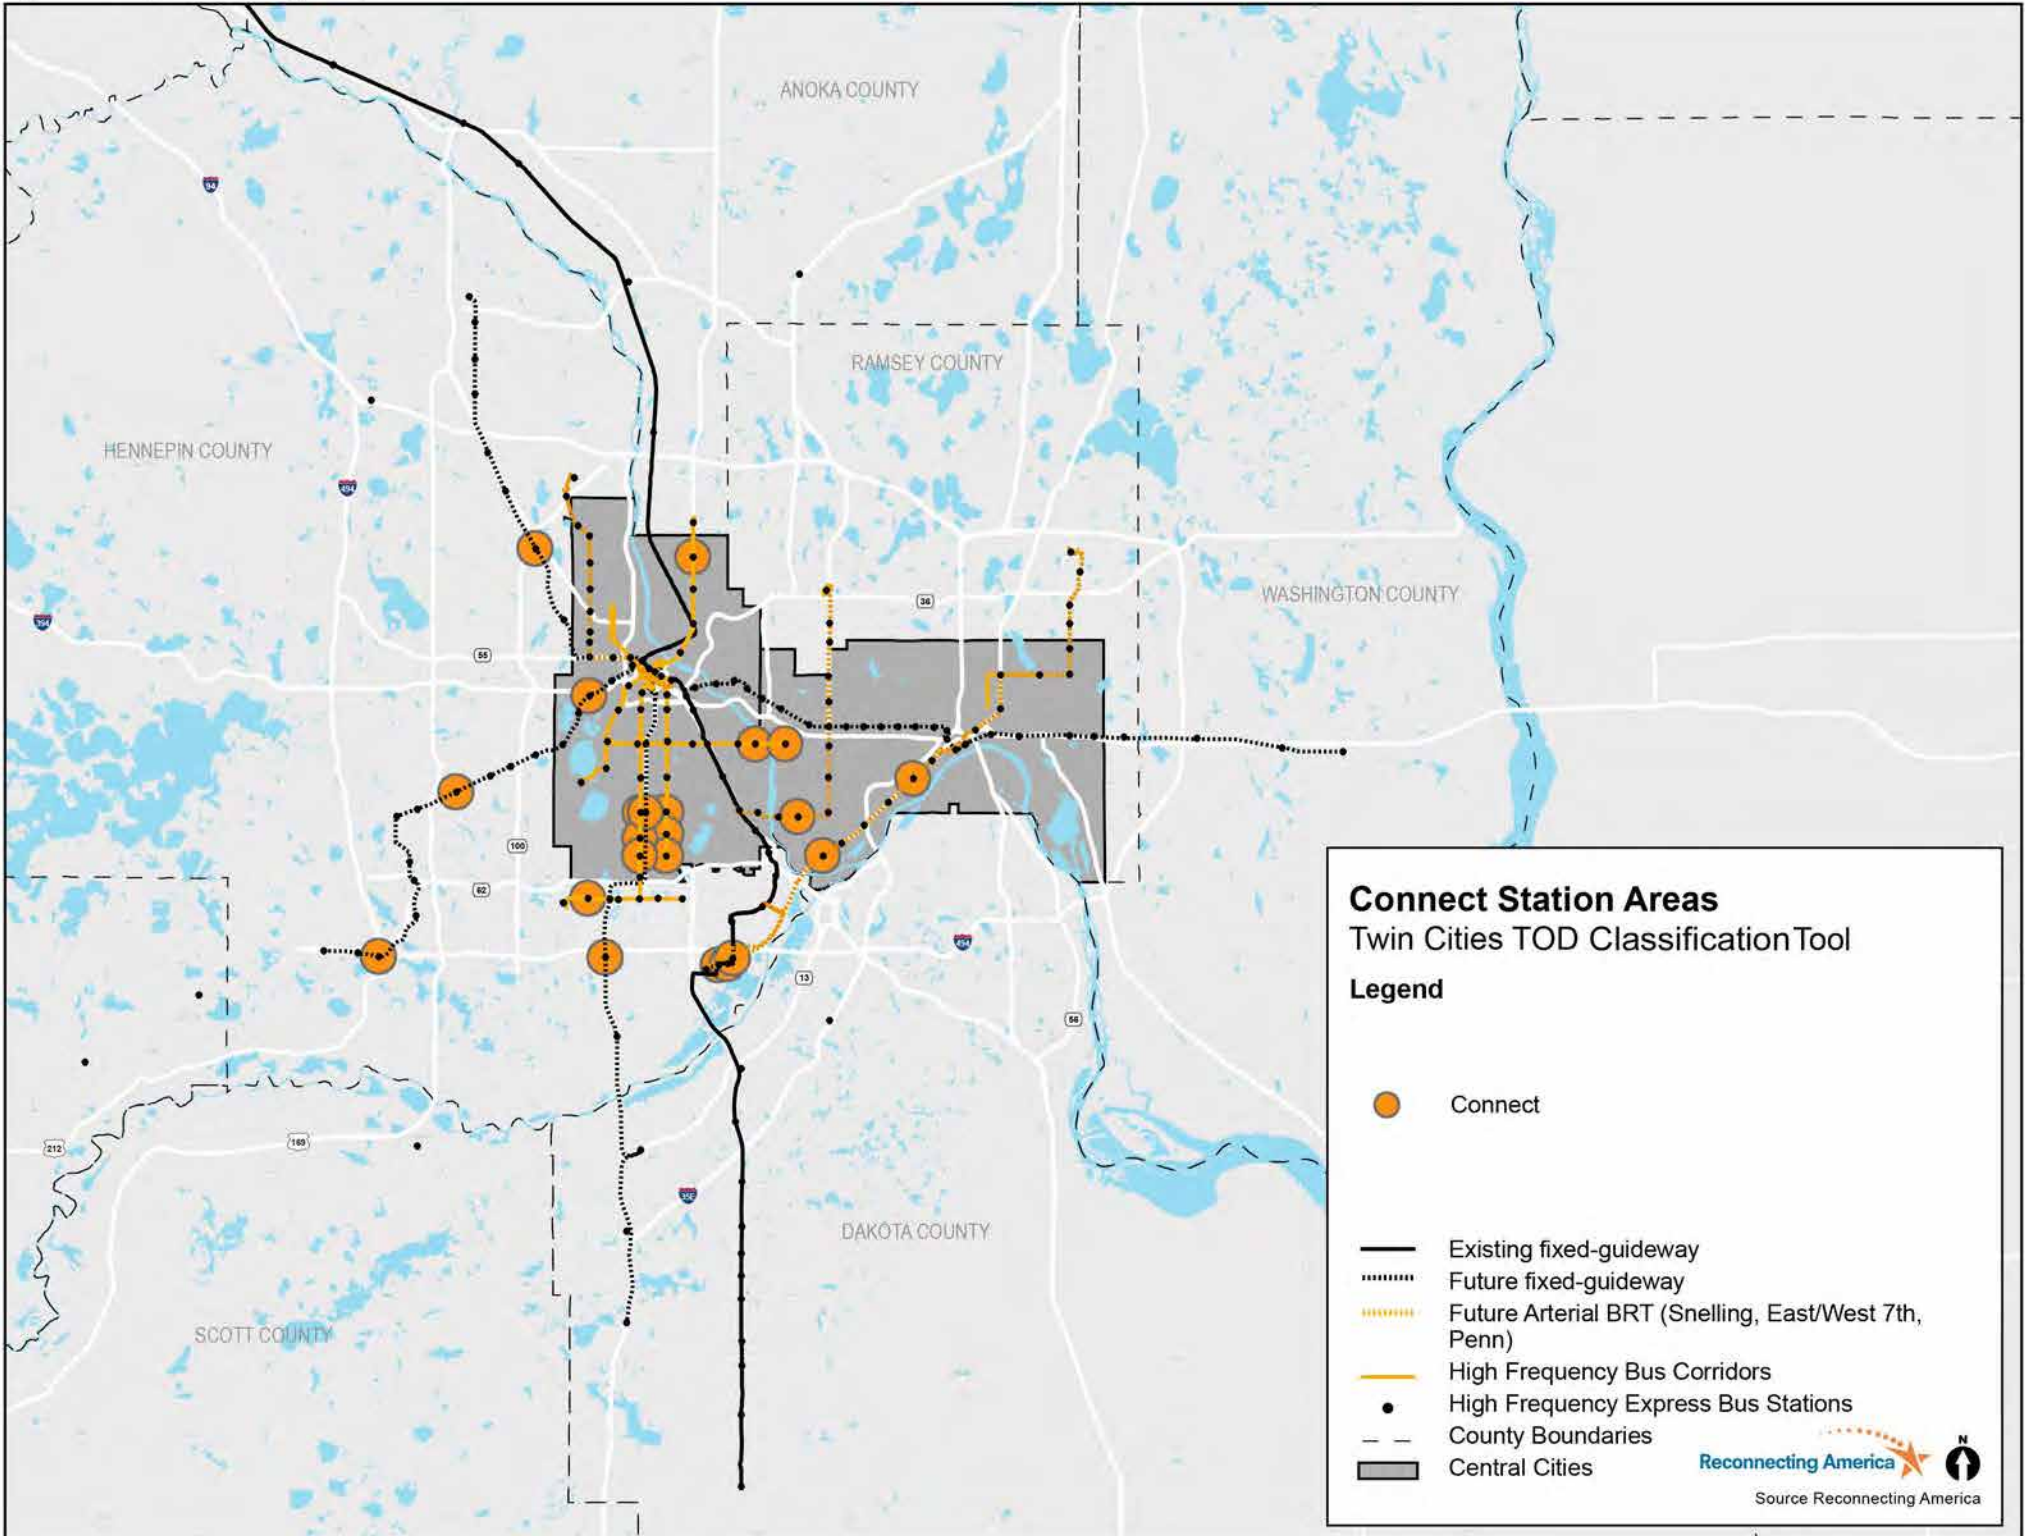 ANOKA COUNTY
94
RAMSEY COUNTY
HENNEPIN COUNTY
494
WASHINGTON COUNTY
36
394
55
100
62
494
13
56
212
169
35E
DAKOTA COUNTY
SCOTT COUNTY
Connect Station Areas
Twin Cities TOD Classification Tool
Legend
Connect
Existing fixed-guideway
Future fixed-guideway
Future Arterial BRT (Snelling, East/West 7th,
Penn)
High Frequency Bus Corridors
High Frequency Express Bus Stations
County Boundaries
Central Cities
Reconnecting America
N
Source Reconnecting America